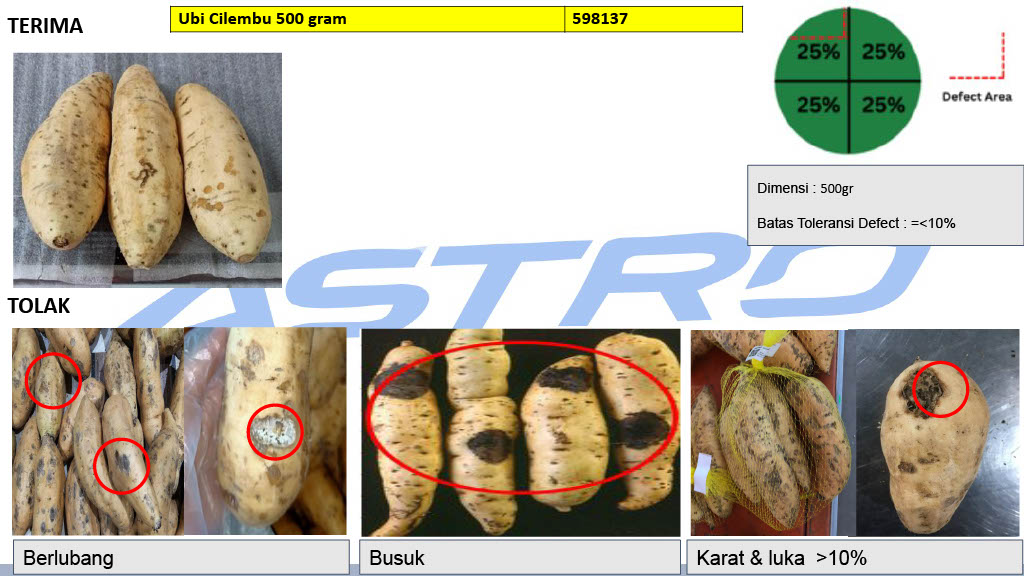 TERIMA
Ubi Cilembu 500 gram 598137
25% 25%
25% 25%
Defect Area
Dimensi : 500gr
Batas Toleransi Defect : =<10%
ASTRO
TOLAK
Berlubang
Busuk
Karat & luka >10%